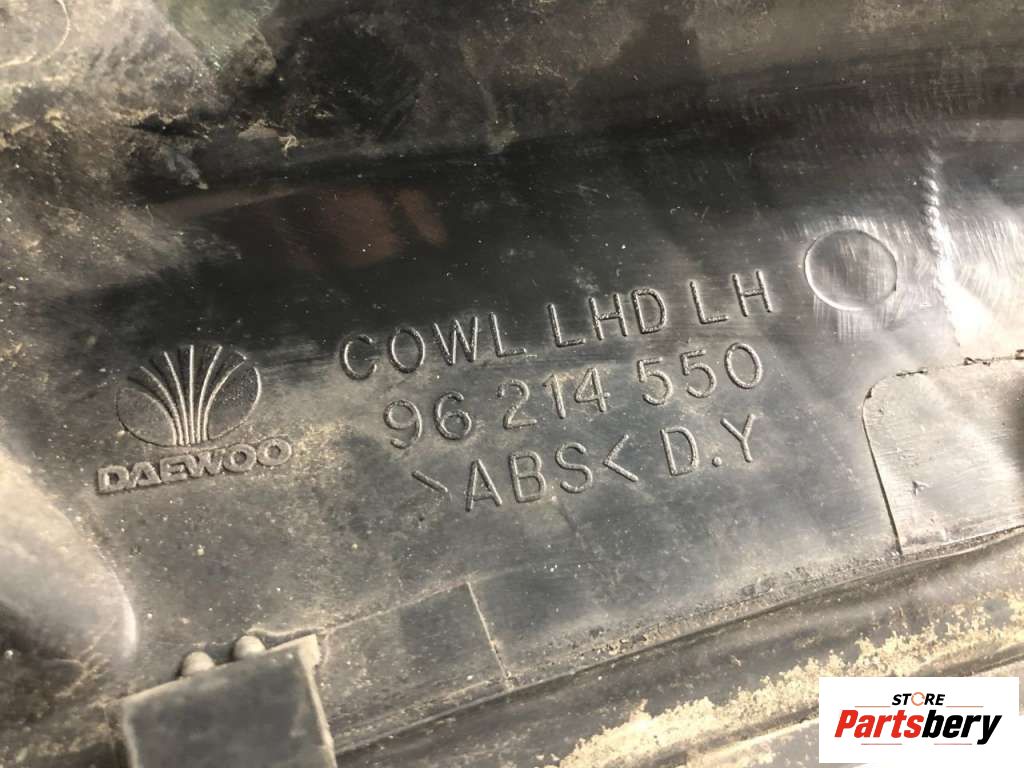 COWL LHD LH
96 214 550
>ABS< D.Y
DAEWOO
STORE
Partsbery